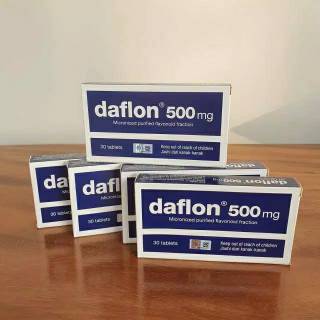 daflon® 500 mg
Micronized purified flavonoid fraction
30 tablets
Keep out of reach of children
Jauhi dari kanak-kanak
daflon
30 tablets
daflon
30 tablets
daflon® 500 mg
Micronized purified flavonoid fraction
30 tablets
Keep out of reach of children
Jauhi dari kanak-kanak